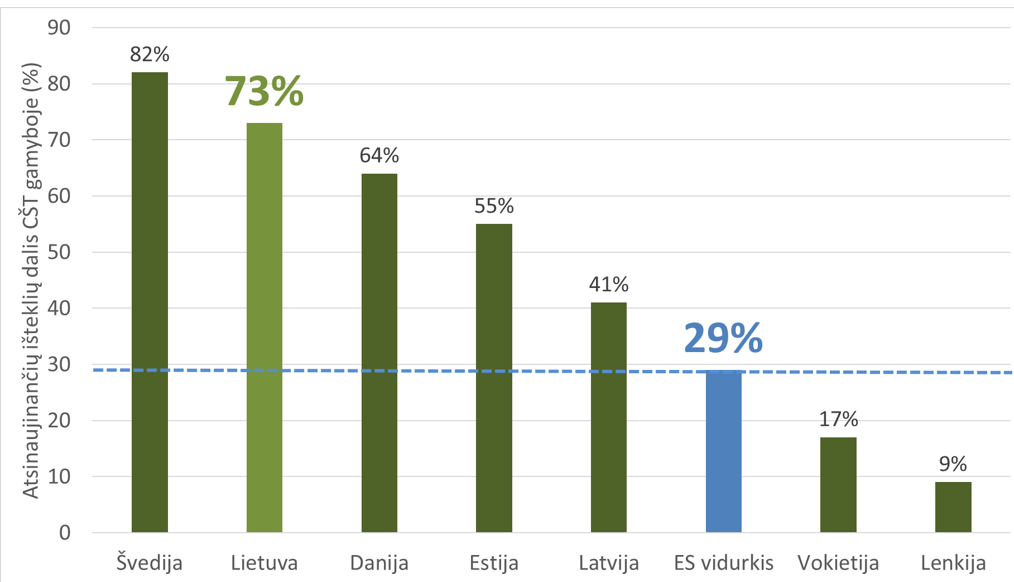 Atsinaujinančių išteklių dalis CŠT gamyboje (%)
90
80
70
60
50
40
30
20
10
0
82%
73%
64%
55%
41%
29%
17%
9%
Švedija
Lietuva
Danija
Estija
Latvija
ES vidurkis
Vokietija
Lenkija